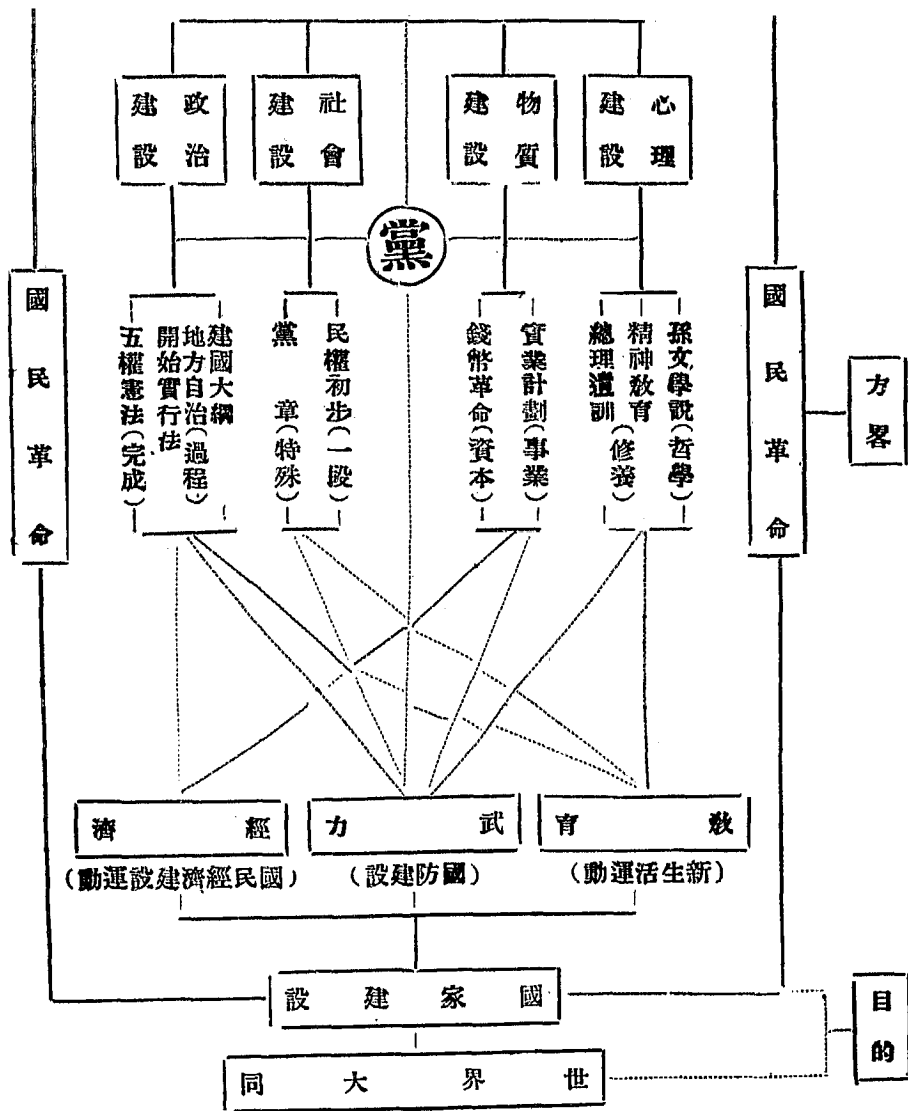 心理
建設
物質
建設
社會
建設
政治
建設
黨
孫文學說(哲學)
精神教育
總理遺訓(修養)
實業計劃(事業)
錢幣革命(資本)
民權初步(一段)
黨章(特殊)
建國大綱
地方自治(過程)
開始實行法
五權憲法(完成)
國民革命
國民革命
方畧
教育
(新生活運動)
武力
(國防建設)
經濟
(國民經濟建設運動)
國家建設
世界大同
目的